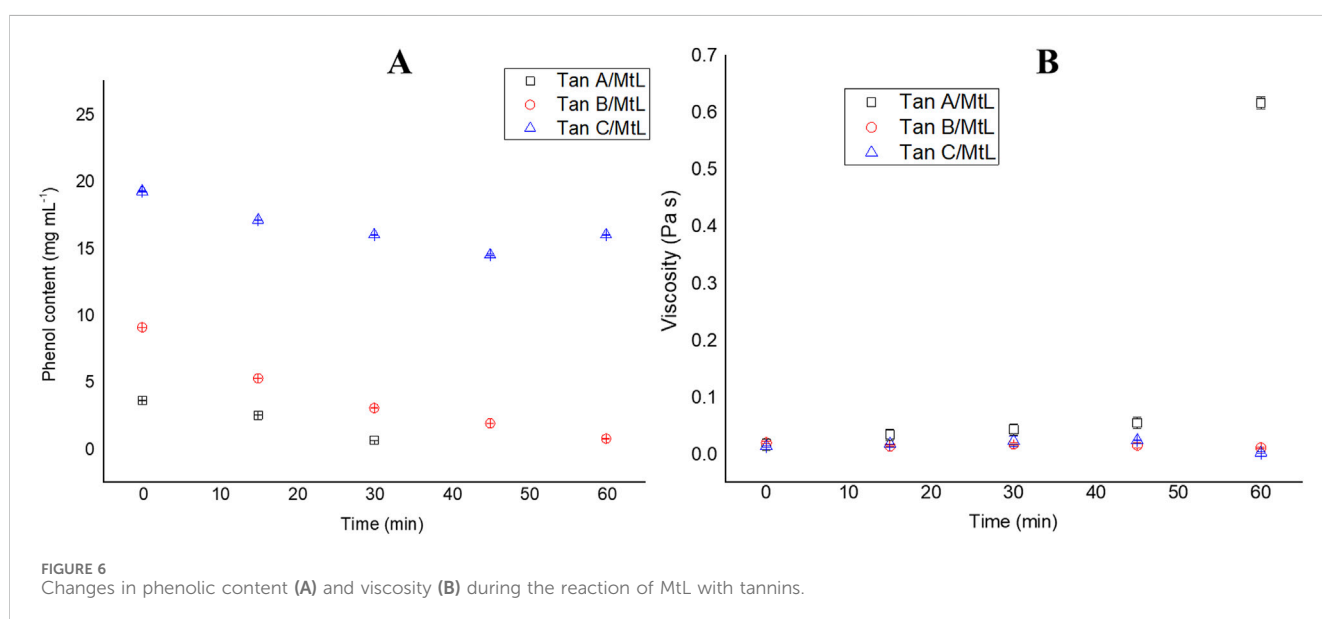 A
Tan A/MtL
Tan B/MtL
Tan C/MtL
Phenol content (mg mL⁻¹)
25
20
15
10
5
0
0 10 20 30 40 50 60
Time (min)
B
Tan A/MtL
Tan B/MtL
Tan C/MtL
Viscosity (Pa s)
0.7
0.6
0.5
0.4
0.3
0.2
0.1
0.0
0 10 20 30 40 50 60
Time (min)
FIGURE 6
Changes in phenolic content (A) and viscosity (B) during the reaction of MtL with tannins.